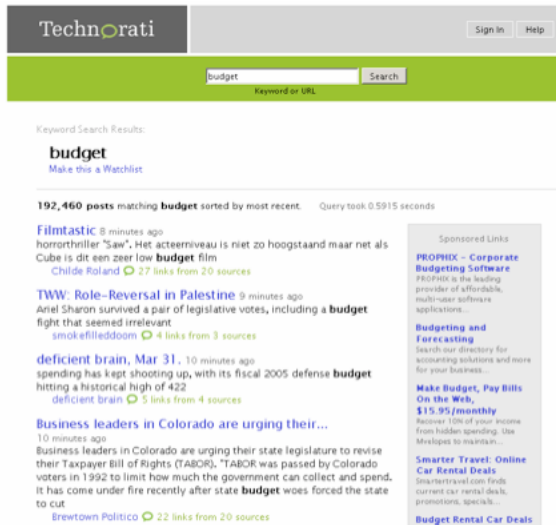 Technorati
Sign In
Help
budget
Search
Keyword or URL
Keyword Search Results:
budget
Make this a Watchlist
192,460 posts matching budget sorted by most recent.
Query took 0.5915 seconds
Filmtastic 8 minutes ago
horrorthriller "Saw". Het acteerniveau is niet zo hoogstaand maar net als
Cube is dit een zeer low budget film
Childe Roland 27 links from 20 sources
TWW: Role-Reversal in Palestine 9 minutes ago
Ariel Sharon survived a pair of legislative votes, including a budget
fight that seemed irrelevant
smokefilleddoom 4 links from 3 sources
deficient brain, Mar 31. 10 minutes ago
spending has kept shooting up, with its fiscal 2005 defense budget
hitting a historical high of 422
deficient brain 5 links from 4 sources
Business leaders in Colorado are urging their...
10 minutes ago
Business leaders in Colorado are urging their state legislature to revise
their Taxpayer Bill of Rights (TABOR). "TABOR was passed by Colorado
voters in 1992 to limit how much the government can collect and spend.
It has come under fire recently after state budget woes forced the state
to cut
Brewtown Politico 22 links from 20 sources
Sponsored Links
PROPHIX - Corporate
Budgeting Software
PROPHIX is the leading
provider of affordable,
multi-user software
applications...
Budgeting and
Forecasting
Search our directory for
accounting solutions and more
for your business...
Make Budget, Pay Bills
On the Web,
$15.95/monthly
Recover 10% of your income
from hidden spending. Use
Mvelopes to maintain...
Smarter Travel: Online
Car Rental Deals
Smartertravel.com finds
current car rental deals,
promotions, specials...
Budget Rental Car Deals